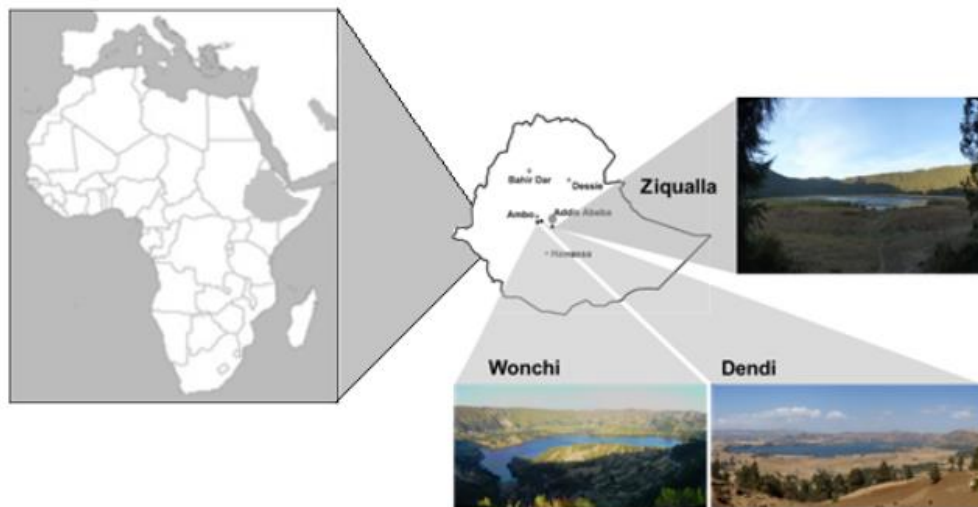 Bahir Dar
Dessie
Ziqualla
Ambo
Addis Ababa
Hawassa
Wonchi
Dendi